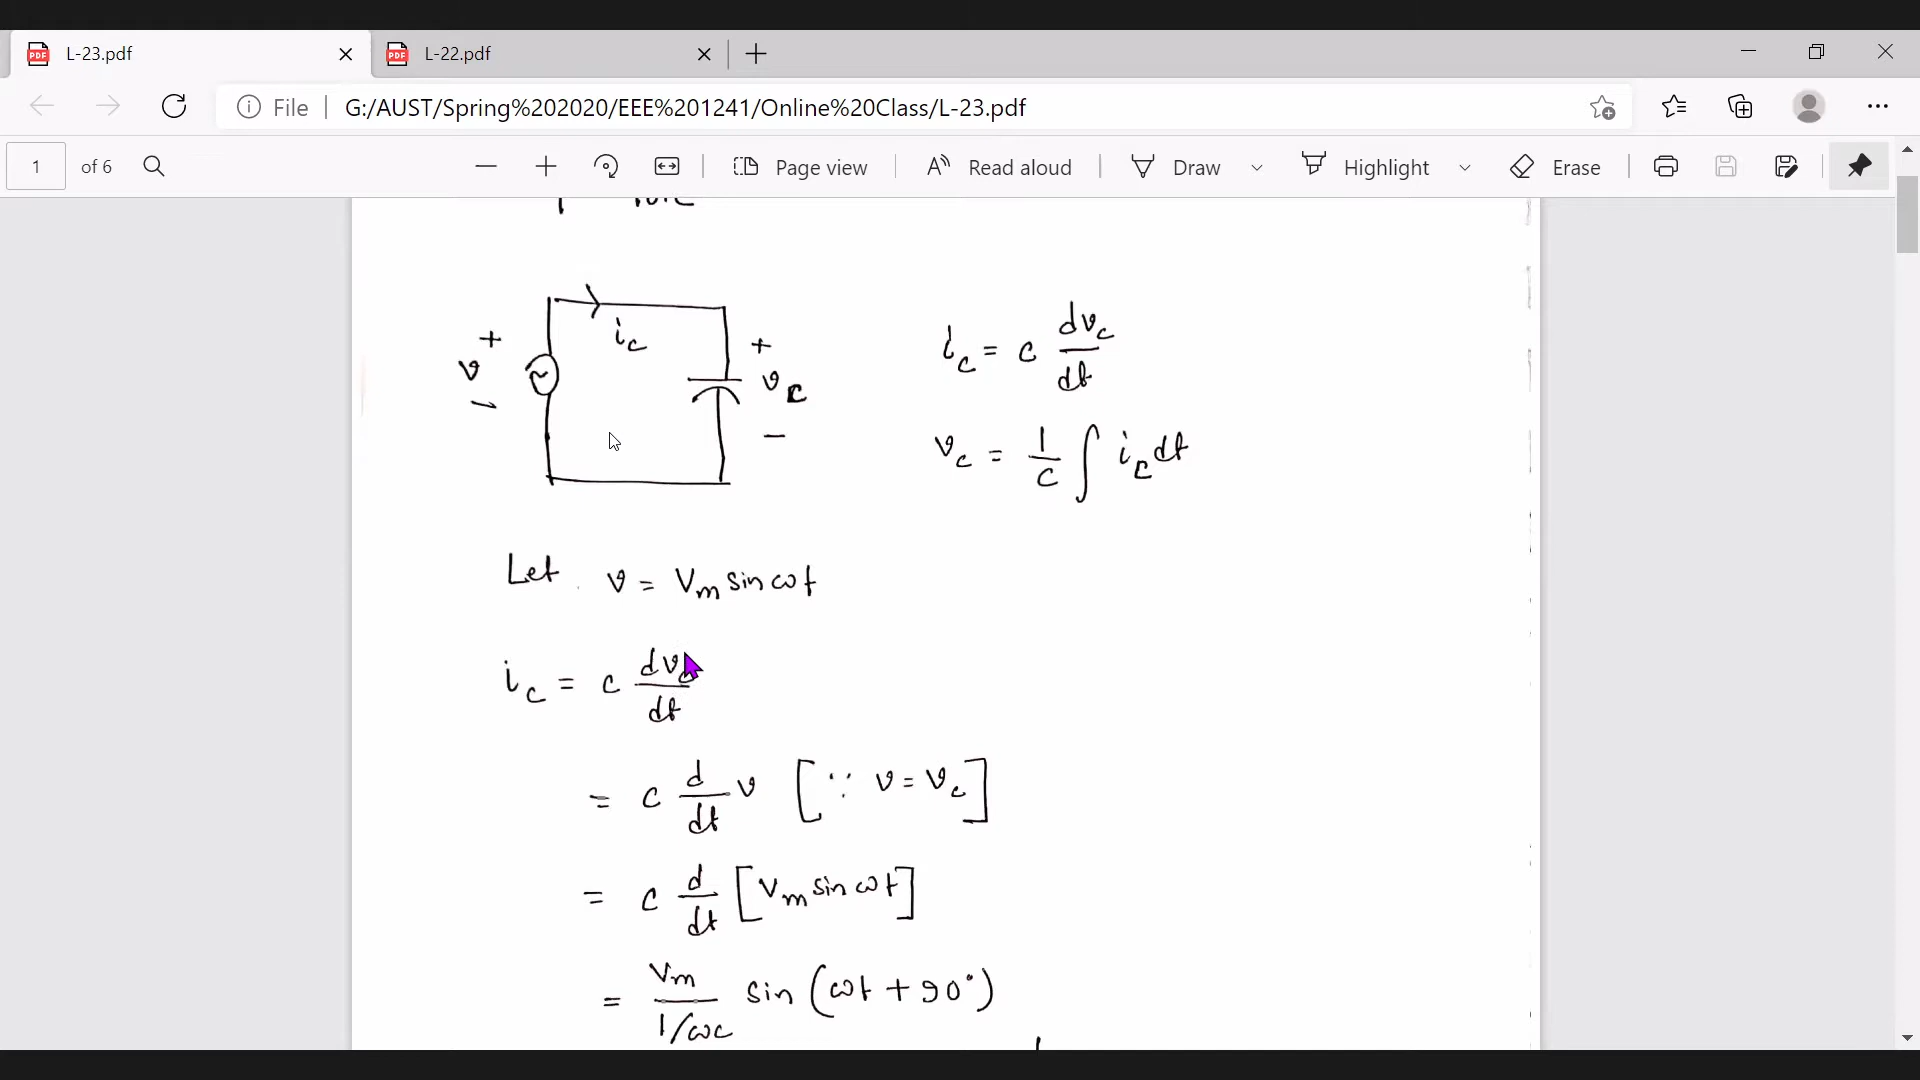 L-23.pdf
L-22.pdf
File
G:/AUST/Spring%202020/EEE%201241/Online%20Class/L-23.pdf
1 of 6
Page view
Read aloud
Draw
Highlight
Erase
i_c
+ v −
+ v_c −
i_c = c dv_c/dt
v_c = 1/c ∫ i_c dt
Let v = V_m sin ωt
i_c = c dv_c/dt
= c d/dt v [∵ v = v_c]
= c d/dt [V_m sin ωt]
= V_m / 1/ωc sin (ωt + 90°)